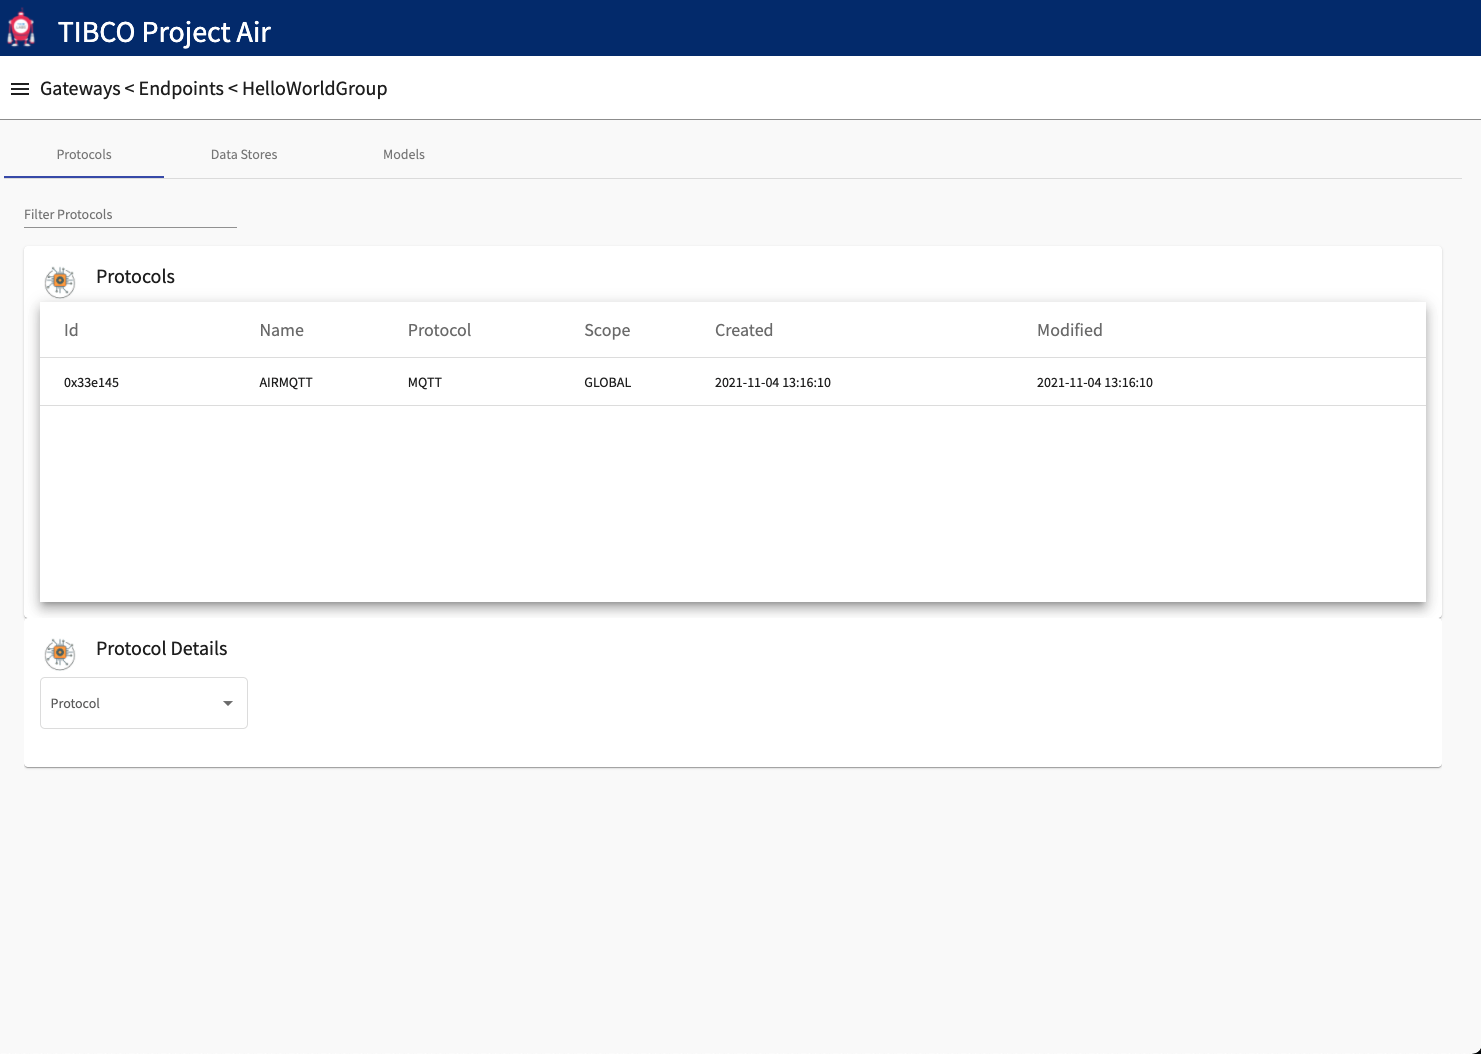 TIBCO Project Air
Gateways < Endpoints < HelloWorldGroup
Protocols Data Stores Models
Filter Protocols
Protocols
Id Name Protocol Scope Created Modified
0x33e145 AIRMQTT MQTT GLOBAL 2021-11-04 13:16:10 2021-11-04 13:16:10
Protocol Details
Protocol